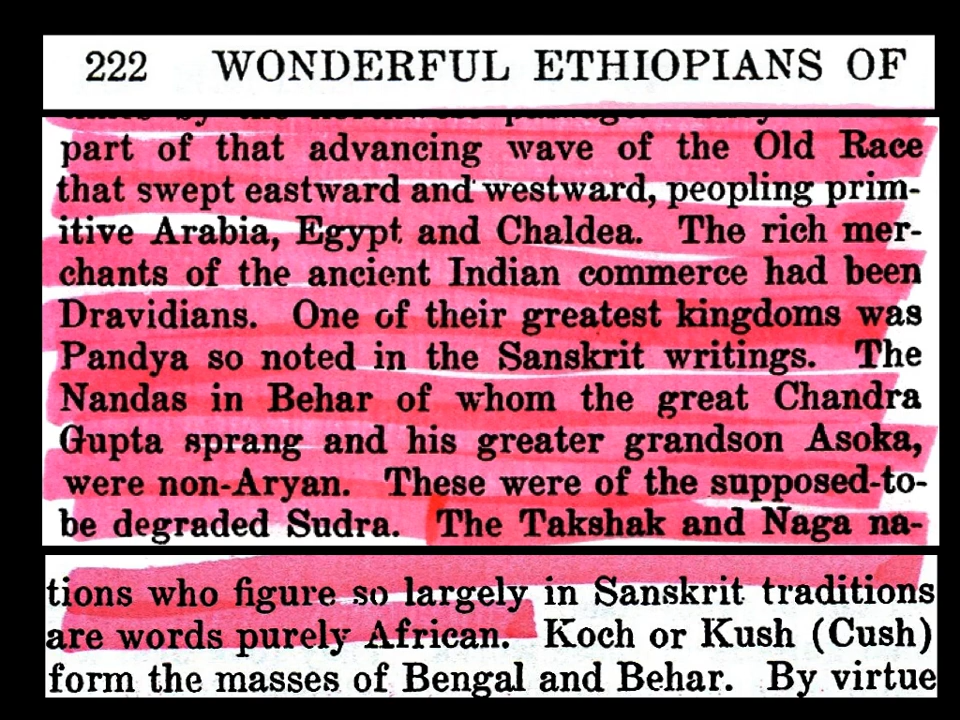 222 WONDERFUL ETHIOPIANS OF
part of that advancing wave of the Old Race
that swept eastward and westward, peopling prim-
itive Arabia, Egypt and Chaldea. The rich mer-
chants of the ancient Indian commerce had been
Dravidians. One of their greatest kingdoms was
Pandya so noted in the Sanskrit writings. The
Nandas in Behar of whom the great Chandra
Gupta sprang and his greater grandson Asoka,
were non-Aryan. These were of the supposed-to-
be degraded Sudra. The Takshak and Naga na-
tions who figure so largely in Sanskrit traditions
are words purely African. Koch or Kush (Cush)
form the masses of Bengal and Behar. By virtue